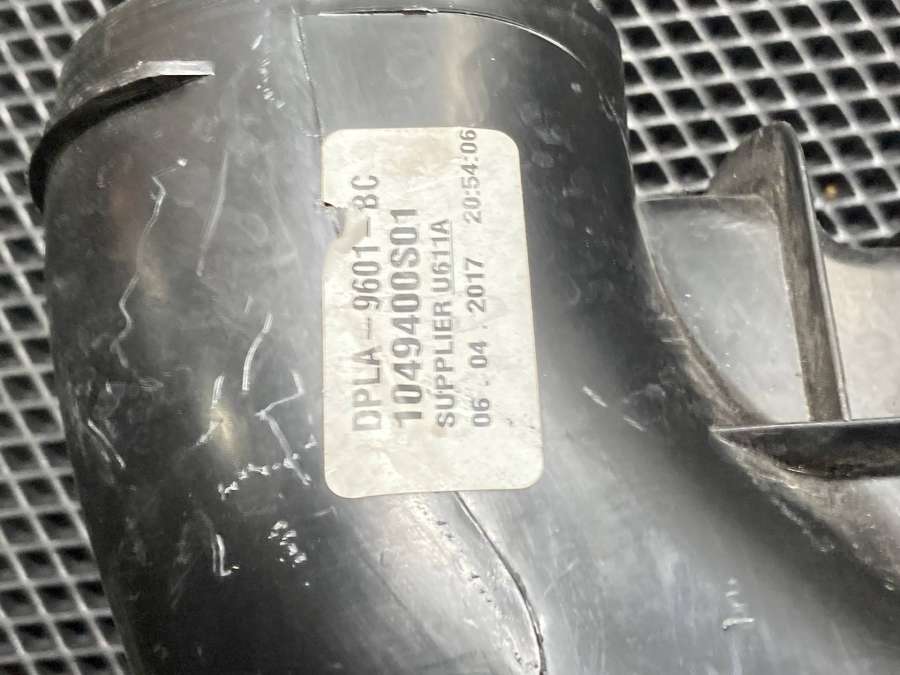 DPLA-9601-BC
1049400S01
SUPPLIER U611A
06.04.2017 20:54:06